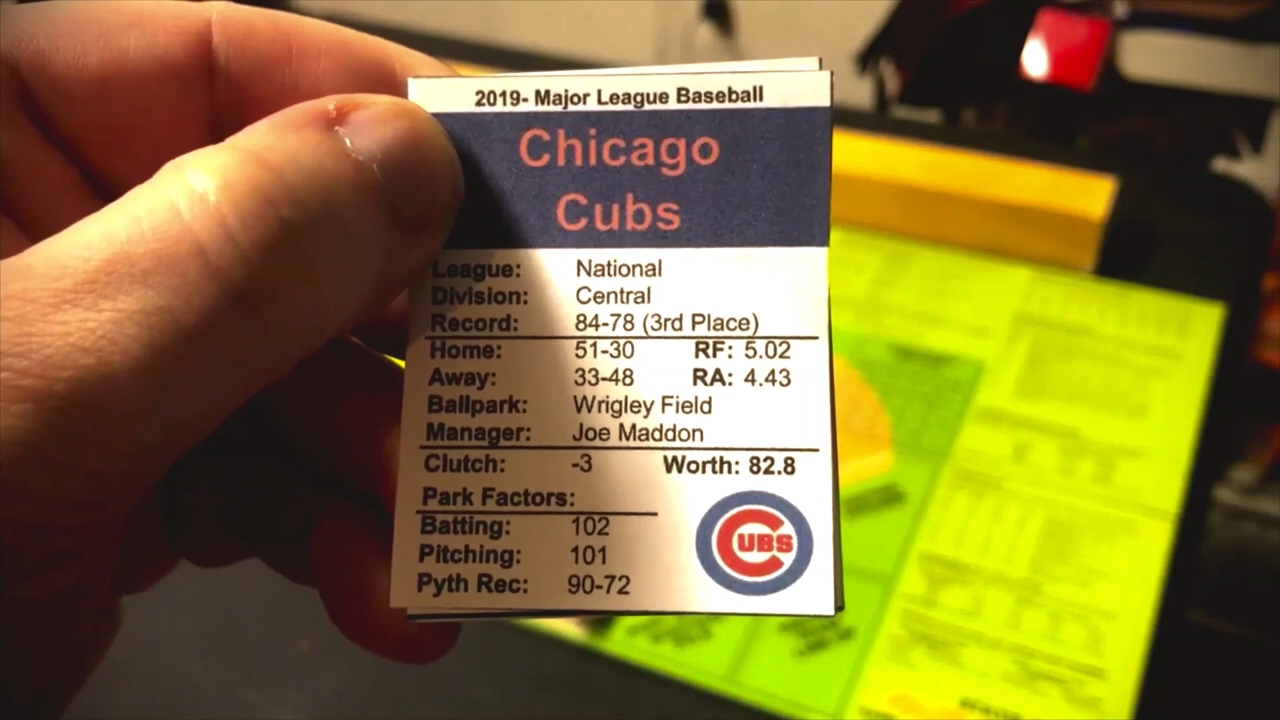 2019- Major League Baseball
Chicago
Cubs
League: National
Division: Central
Record: 84-78 (3rd Place)
Home: 51-30 RF: 5.02
Away: 33-48 RA: 4.43
Ballpark: Wrigley Field
Manager: Joe Maddon
Clutch: -3 Worth: 82.8
Park Factors:
Batting: 102
Pitching: 101
Pyth Rec: 90-72
CUBS